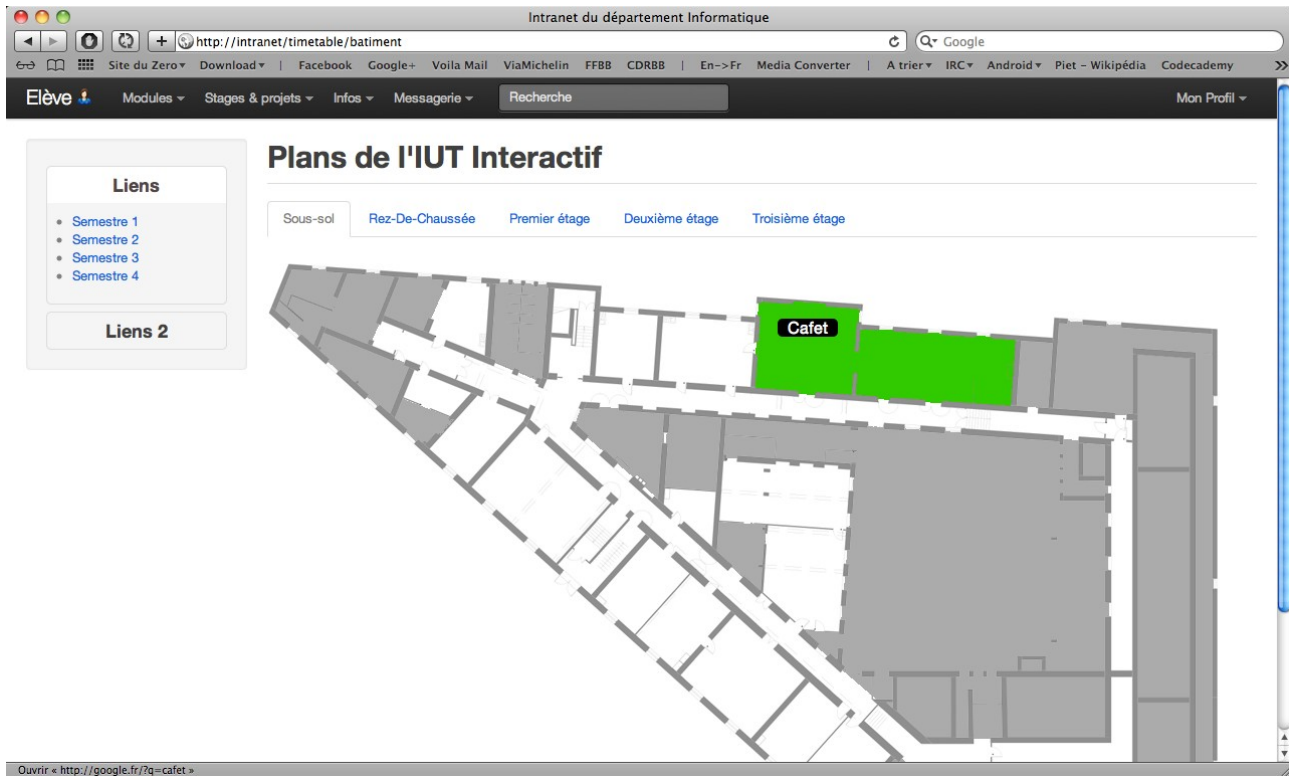 Intranet du département Informatique
http://intranet/timetable/batiment
Google
Site du Zero Download | Facebook Google+ Voila Mail ViaMichelin FFBB CDRBB | En->Fr Media Converter | A trier IRC Android Piet – Wikipédia Codecademy »
Elève Modules Stages & projets Infos Messagerie Recherche Mon Profil
Plans de l'IUT Interactif
Liens
Semestre 1
Semestre 2
Semestre 3
Semestre 4
Liens 2
Sous-sol Rez-De-Chaussée Premier étage Deuxième étage Troisième étage
Cafet
Ouvrir « http://google.fr/?q=cafet »